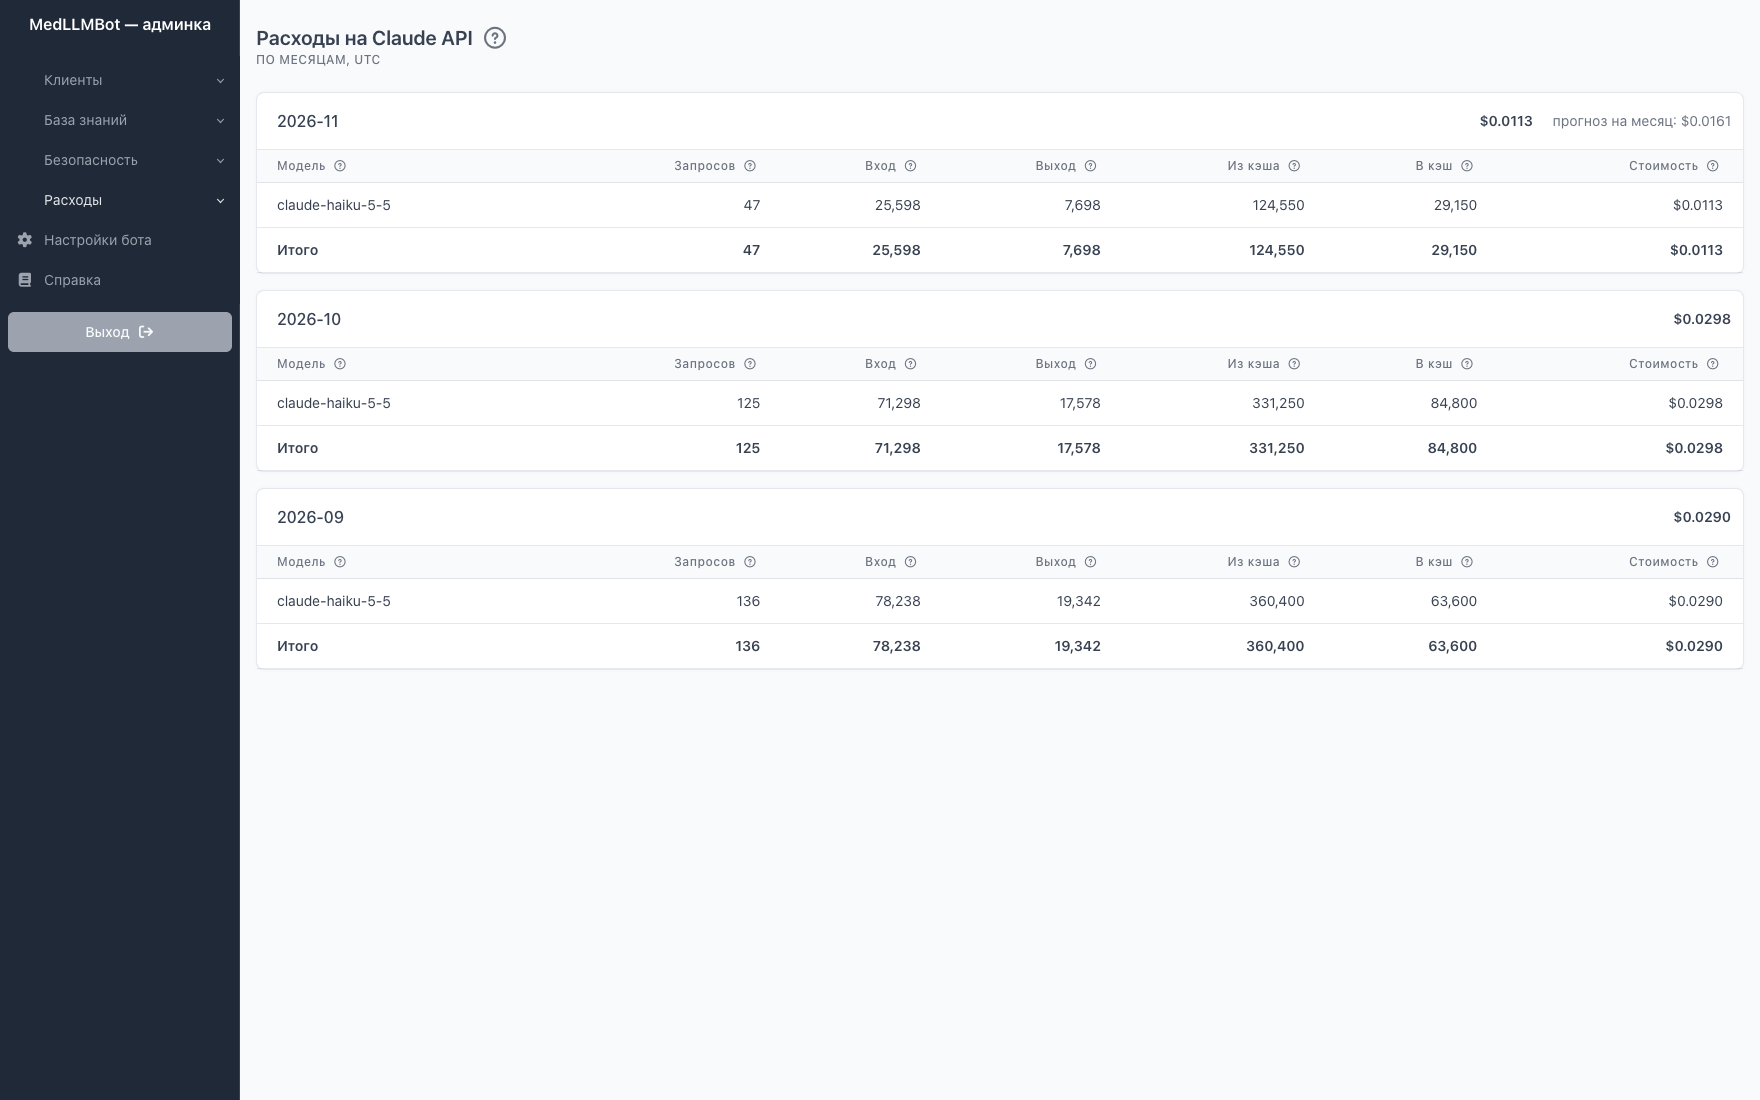 MedLLMBot — админка
Клиенты
База знаний
Безопасность
Расходы
Настройки бота
Справка
Выход
Расходы на Claude API
ПО МЕСЯЦАМ, UTC
2026-11 $0.0113 прогноз на месяц: $0.0161
Модель Запросов Вход Выход Из кэша В кэш Стоимость
claude-haiku-5-5 47 25,598 7,698 124,550 29,150 $0.0113
Итого 47 25,598 7,698 124,550 29,150 $0.0113
2026-10 $0.0298
Модель Запросов Вход Выход Из кэша В кэш Стоимость
claude-haiku-5-5 125 71,298 17,578 331,250 84,800 $0.0298
Итого 125 71,298 17,578 331,250 84,800 $0.0298
2026-09 $0.0290
Модель Запросов Вход Выход Из кэша В кэш Стоимость
claude-haiku-5-5 136 78,238 19,342 360,400 63,600 $0.0290
Итого 136 78,238 19,342 360,400 63,600 $0.0290